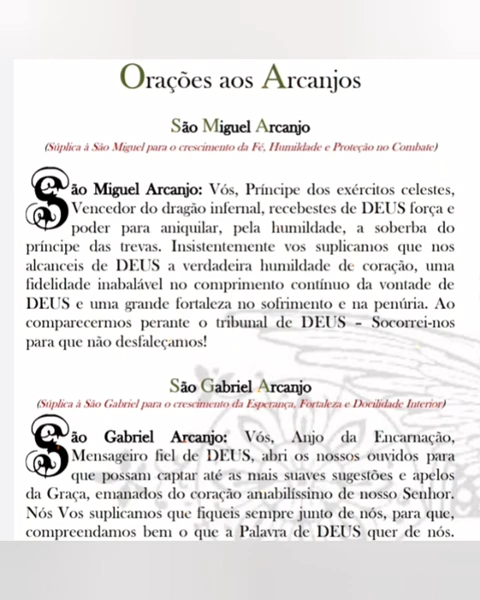 Orações aos Arcanjos
São Miguel Arcanjo
(Súplica à São Miguel para o crescimento da Fé, Humildade e Proteção no Combate)
São Miguel Arcanjo: Vós, Príncipe dos exércitos celestes,
Vencedor do dragão infernal, recebestes de DEUS força e
poder para aniquilar, pela humildade, a soberba do
príncipe das trevas. Insistentemente vos suplicamos que nos
alcanceis de DEUS a verdadeira humildade de coração, uma
fidelidade inabalável no comprimento contínuo da vontade de
DEUS e uma grande fortaleza no sofrimento e na penúria. Ao
comparecermos perante o tribunal de DEUS – Socorrei-nos
para que não desfaleçamos!
São Gabriel Arcanjo
(Súplica à São Gabriel para o crescimento da Esperança, Fortaleza e Docilidade Interior)
São Gabriel Arcanjo: Vós, Anjo da Encarnação,
Mensageiro fiel de DEUS, abri os nossos ouvidos para
que possam captar até as mais suaves sugestões e apelos
da Graça, emanados do coração amabilíssimo de nosso Senhor.
Nós Vos suplicamos que fiqueis sempre junto de nós, para que,
compreendamos bem o que a Palavra de DEUS quer de nós.